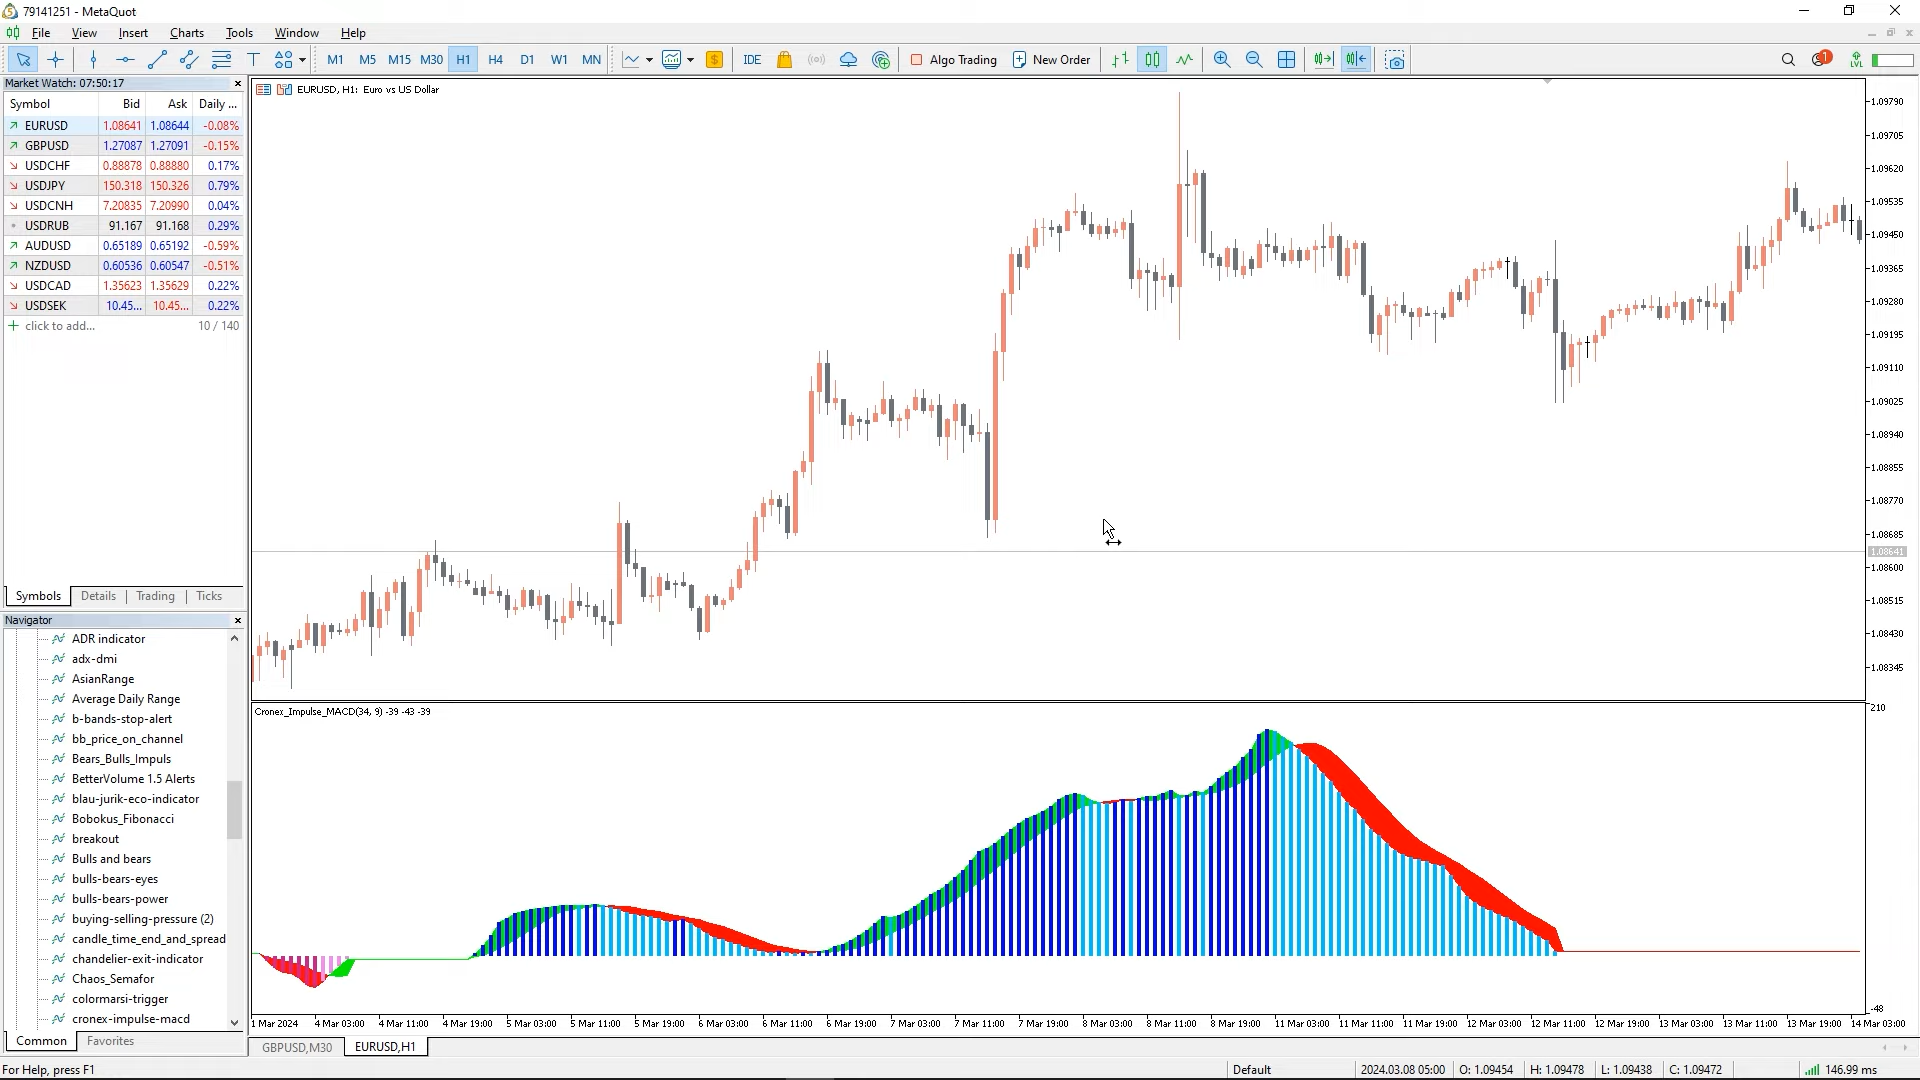 79141251 - MetaQuot
File View Insert Charts Tools Window Help
M1 M5 M15 M30 H1 H4 D1 W1 MN IDE Algo Trading New Order 1 LVL
Market Watch: 07:50:17
Symbol Bid Ask Daily ...
EURUSD 1.08641 1.08644 -0.08%
GBPUSD 1.27087 1.27091 -0.15%
USDCHF 0.88878 0.88880 0.17%
USDJPY 150.318 150.326 0.79%
USDCNH 7.20835 7.20990 0.04%
USDRUB 91.167 91.168 0.29%
AUDUSD 0.65189 0.65192 -0.59%
NZDUSD 0.60536 0.60547 -0.51%
USDCAD 1.35623 1.35629 0.22%
USDSEK 10.45... 10.45... 0.22%
click to add... 10 / 140
Symbols Details Trading Ticks
Navigator
ADR indicator
adx-dmi
AsianRange
Average Daily Range
b-bands-stop-alert
bb_price_on_channel
Bears_Bulls_Impuls
BetterVolume 1.5 Alerts
blau-jurik-eco-indicator
Bobokus_Fibonacci
breakout
Bulls and bears
bulls-bears-eyes
bulls-bears-power
buying-selling-pressure (2)
candle_time_end_and_spread
chandelier-exit-indicator
Chaos_Semafor
colormarsi-trigger
cronex-impulse-macd
Common Favorites
EURUSD, H1: Euro vs US Dollar
1.09790
1.09705
1.09620
1.09535
1.09450
1.09365
1.09280
1.09195
1.09110
1.09025
1.08940
1.08855
1.08770
1.08685
1.08641
1.08600
1.08515
1.08430
1.08345
Cronex_Impulse_MACD(34, 9) -39 -43 -39
210
-48
1 Mar 2024 4 Mar 03:00 4 Mar 11:00 4 Mar 19:00 5 Mar 03:00 5 Mar 11:00 5 Mar 19:00 6 Mar 03:00 6 Mar 11:00 6 Mar 19:00 7 Mar 03:00 7 Mar 11:00 7 Mar 19:00 8 Mar 03:00 8 Mar 11:00 8 Mar 19:00 11 Mar 03:00 11 Mar 11:00 11 Mar 19:00 12 Mar 03:00 12 Mar 11:00 12 Mar 19:00 13 Mar 03:00 13 Mar 11:00 13 Mar 19:00 14 Mar 03:00
GBPUSD,M30 EURUSD,H1
For Help, press F1 Default 2024.03.08 05:00 O: 1.09454 H: 1.09478 L: 1.09438 C: 1.09472 146.99 ms